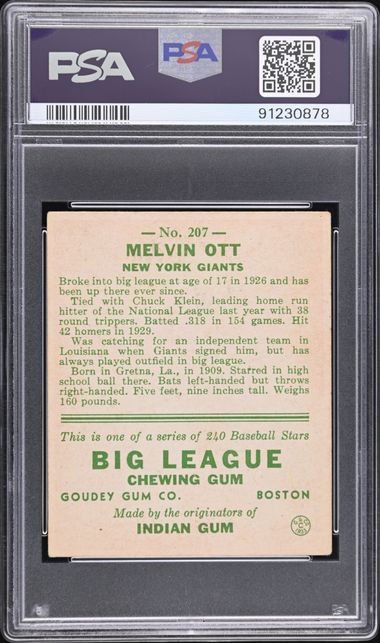 PSA
PSA
91230878
— No. 207 —
MELVIN OTT
NEW YORK GIANTS
Broke into big league at age of 17 in 1926 and has
been up there ever since.
Tied with Chuck Klein, leading home run
hitter of the National League last year with 38
round trippers. Batted .318 in 154 games. Hit
42 homers in 1929.
Was catching for an independent team in
Louisiana when Giants signed him, but has
always played outfield in big league.
Born in Gretna, La., in 1909. Starred in high
school ball there. Bats left-handed but throws
right-handed. Five feet, nine inches tall. Weighs
160 pounds.
This is one of a series of 240 Baseball Stars
BIG LEAGUE
CHEWING GUM
GOUDEY GUM CO. BOSTON
Made by the originators of
INDIAN GUM